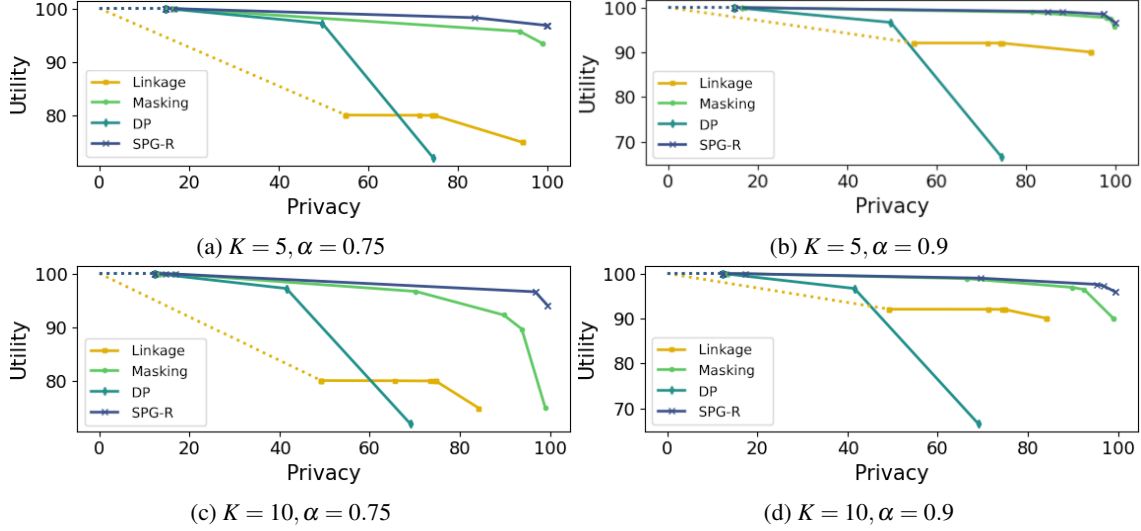 100
90
80
Utility
Linkage
Masking
DP
SPG-R
0 20 40 60 80 100
Privacy
(a) K = 5, α = 0.75
100
90
80
70
Utility
Linkage
Masking
DP
SPG-R
0 20 40 60 80 100
Privacy
(b) K = 5, α = 0.9
100
90
80
Utility
Linkage
Masking
DP
SPG-R
0 20 40 60 80 100
Privacy
(c) K = 10, α = 0.75
100
90
80
70
Utility
Linkage
Masking
DP
SPG-R
0 20 40 60 80 100
Privacy
(d) K = 10, α = 0.9